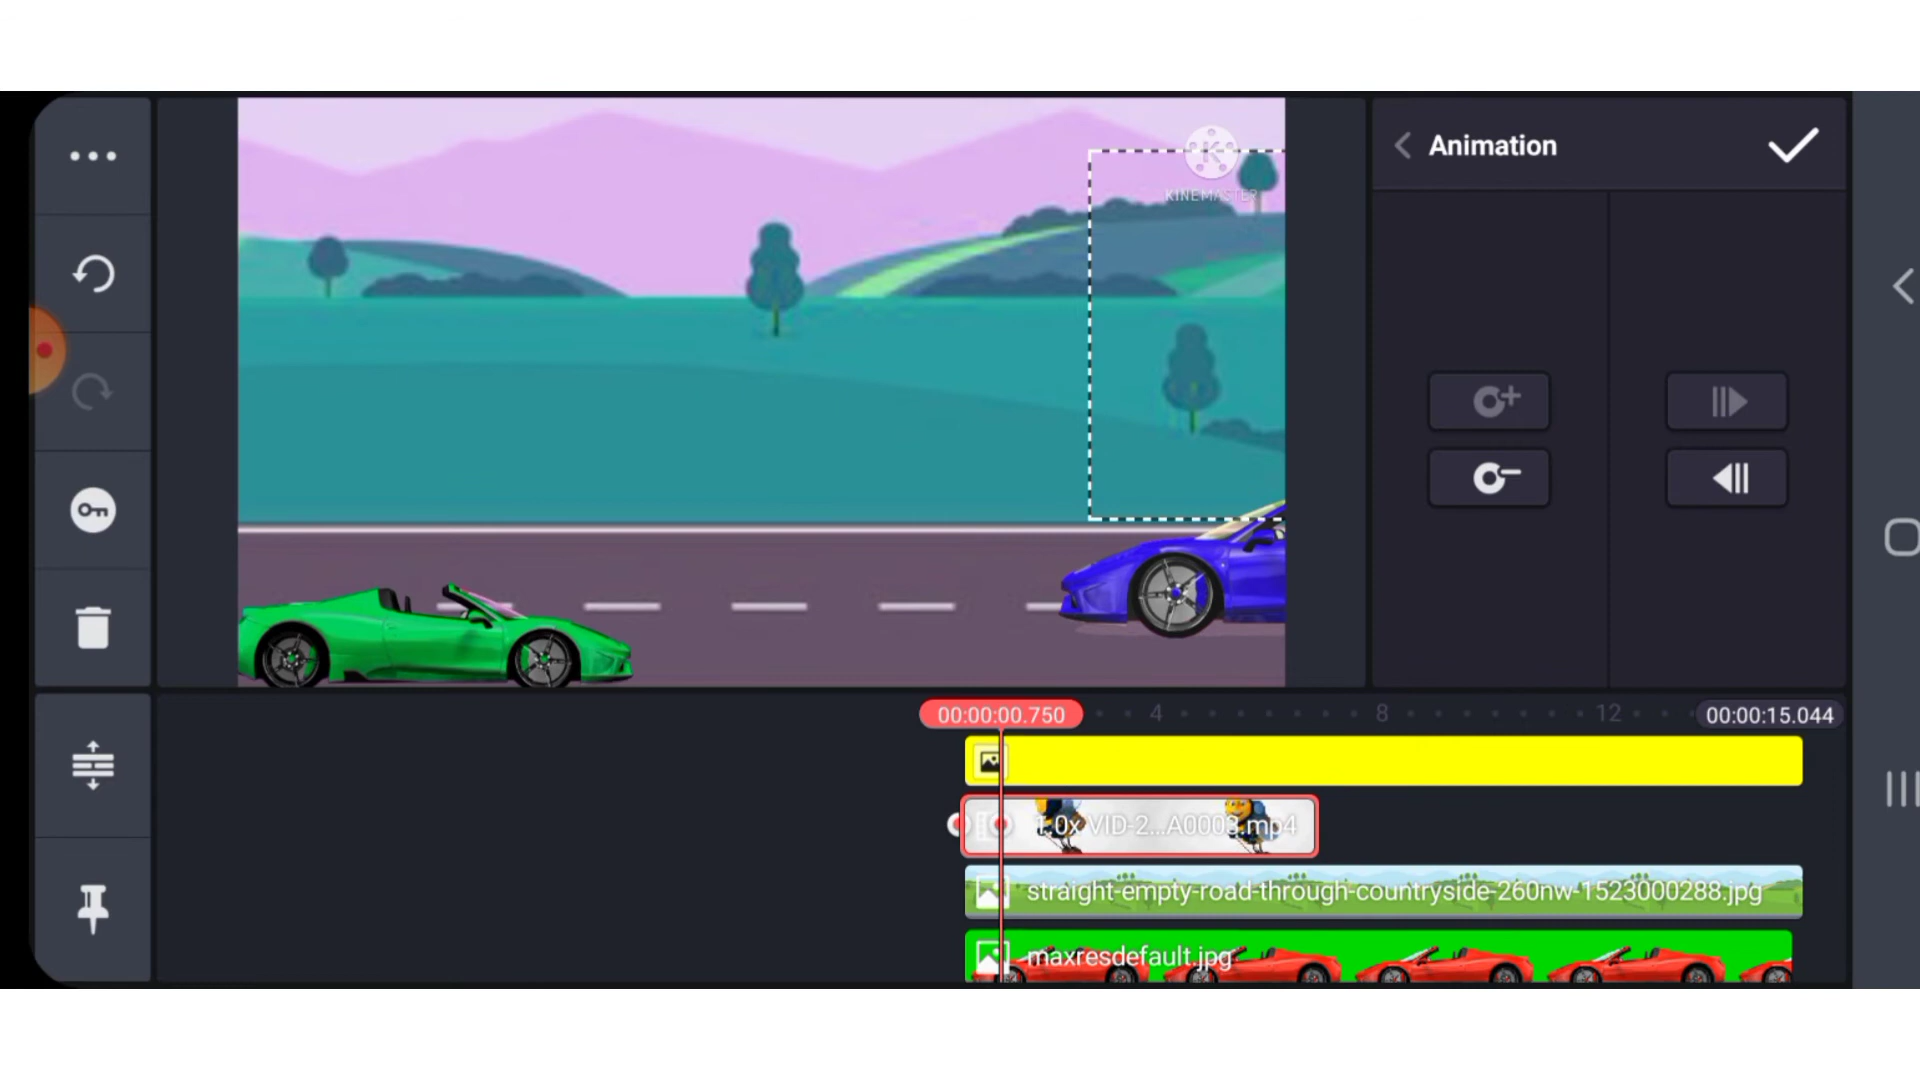 Animation
KINEMASTER
00:00:00.750
4
8
12
00:00:15.044
1.0x VID-2...A0003.mp4
straight-empty-road-through-countryside-260nw-1523000288.jpg
maxresdefault.jpg